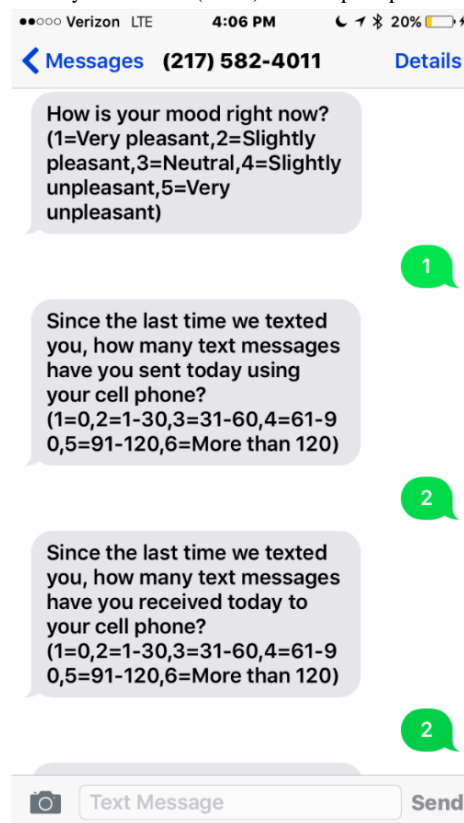 Verizon LTE 4:06 PM 20%
Messages (217) 582-4011 Details
How is your mood right now?
(1=Very pleasant,2=Slightly
pleasant,3=Neutral,4=Slightly
unpleasant,5=Very
unpleasant)
1
Since the last time we texted
you, how many text messages
have you sent today using
your cell phone?
(1=0,2=1-30,3=31-60,4=61-9
0,5=91-120,6=More than 120)
2
Since the last time we texted
you, how many text messages
have you received today to
your cell phone?
(1=0,2=1-30,3=31-60,4=61-9
0,5=91-120,6=More than 120)
2
Text Message Send